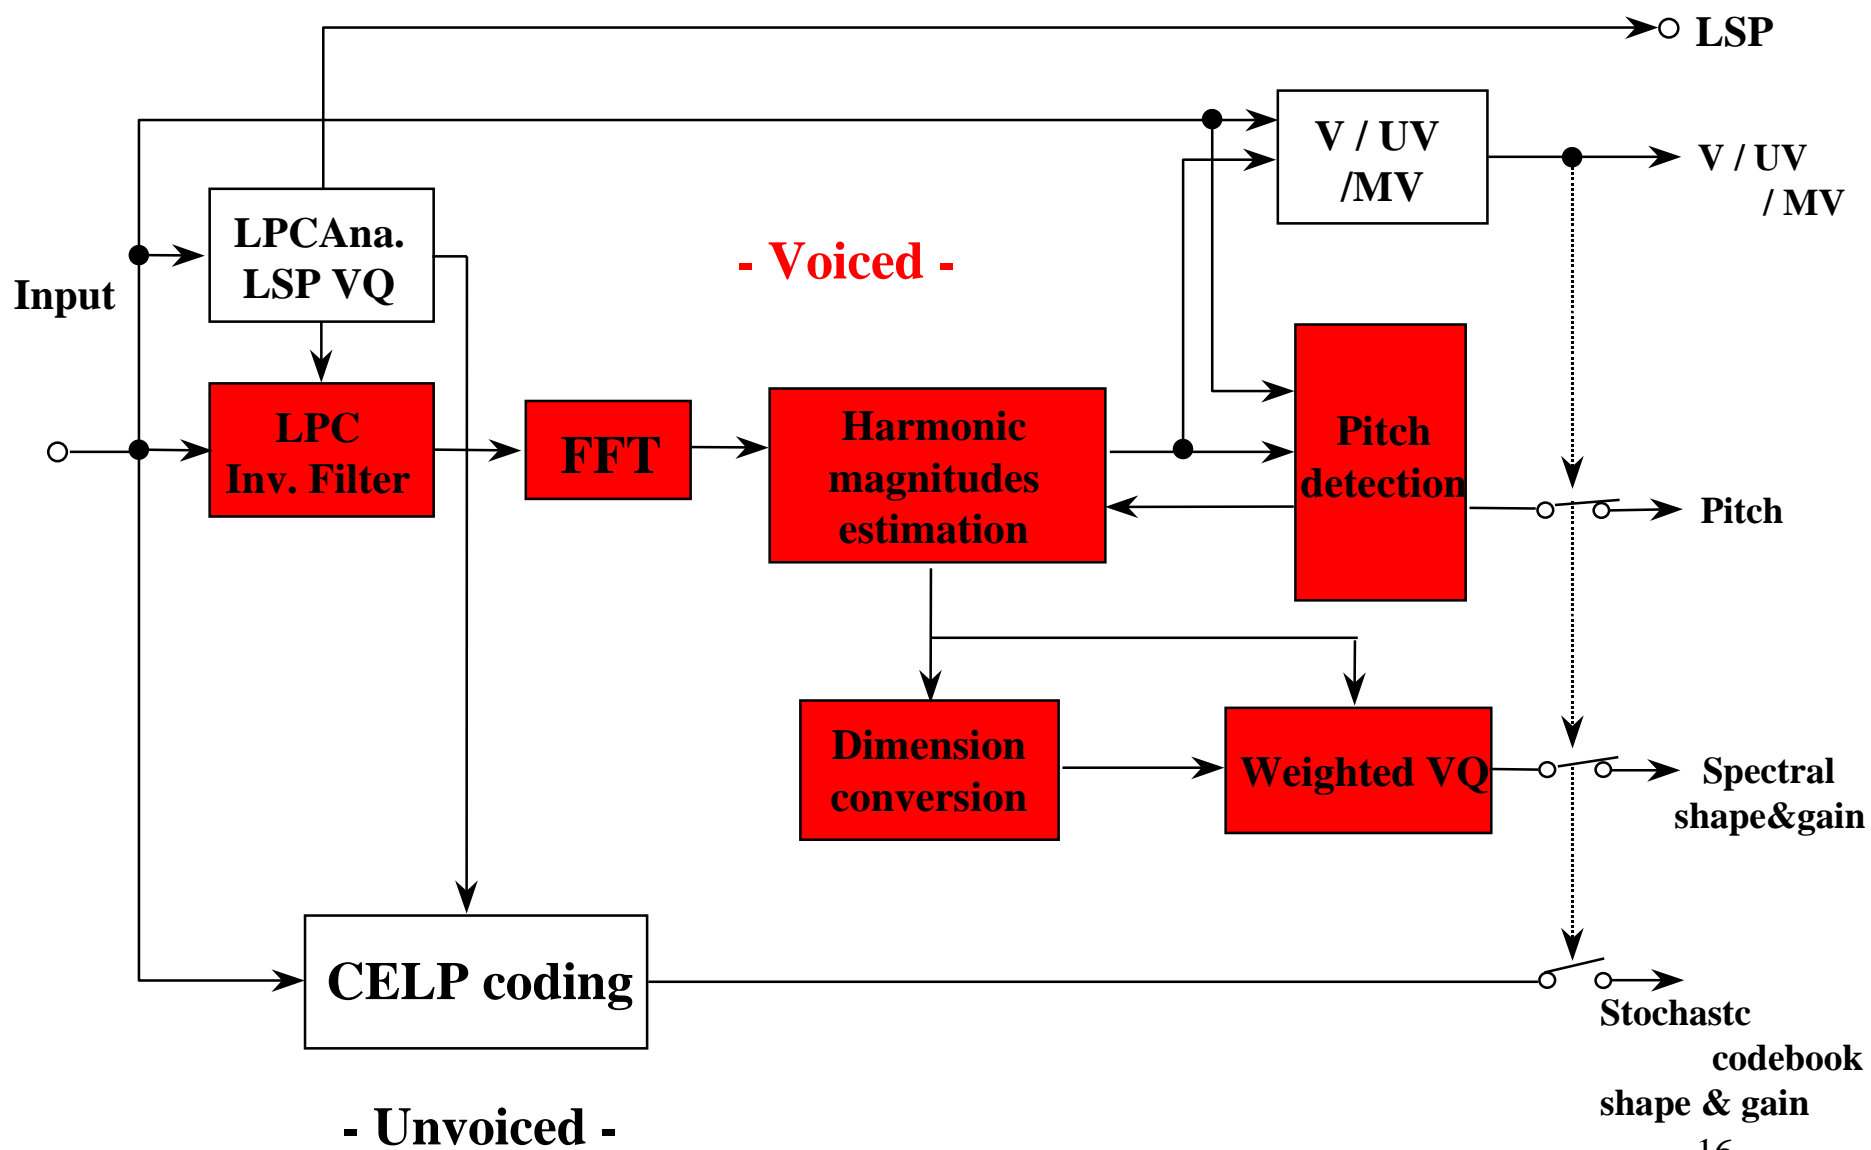 LSP
V / UV
/MV
V / UV
/ MV
LPCAna.
LSP VQ
- Voiced -
Input
LPC
Inv. Filter
FFT
Harmonic
magnitudes
estimation
Pitch
detection
Pitch
Dimension
conversion
Weighted VQ
Spectral
shape&gain
CELP coding
Stochastc
codebook
shape & gain
- Unvoiced -
16